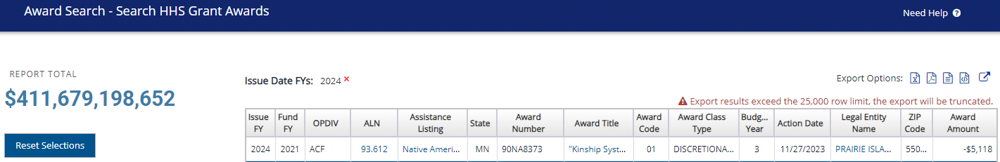 Award Search - Search HHS Grant Awards
Need Help ?
REPORT TOTAL
$411,679,198,652
Reset Selections
Issue Date FYs: 2024 ×
Export Options:
Export results exceed the 25,000 row limit, the export will be truncated.
Issue FY | Fund FY | OPDIV | ALN | Assistance Listing | State | Award Number | Award Title | Award Code | Award Class Type | Budg... Year | Action Date | Legal Entity Name | ZIP Code | Award Amount
2024 | 2021 | ACF | 93.612 | Native Ameri... | MN | 90NA8373 | "Kinship Syst... | 01 | DISCRETIONA... | 3 | 11/27/2023 | PRAIRIE ISLA... | 550... | -$5,118